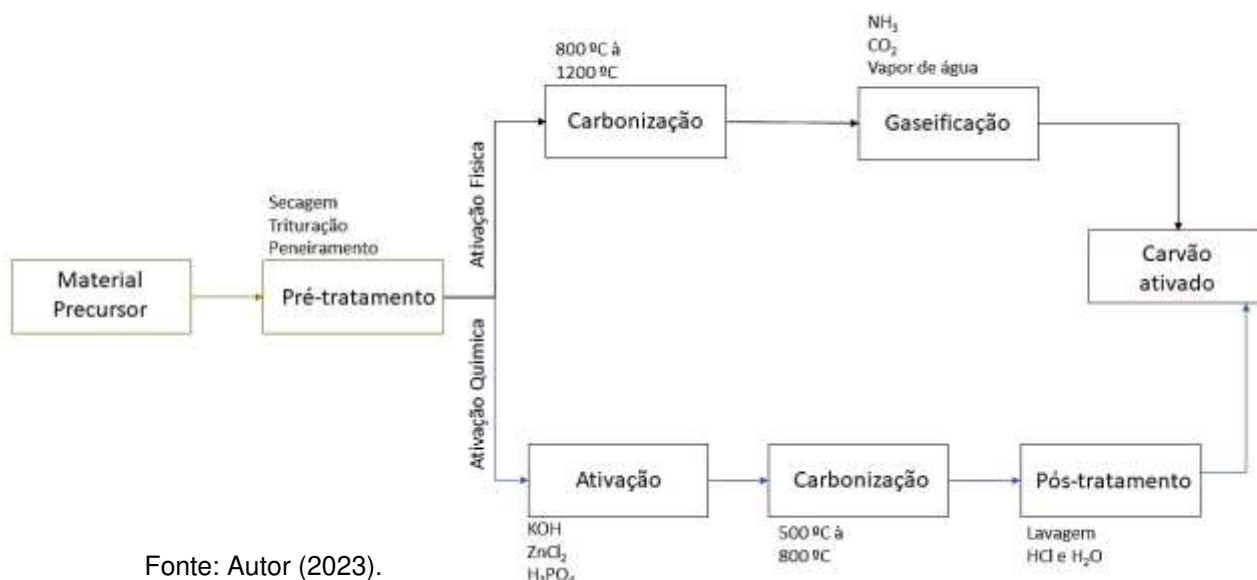 800 ºC à
1200 ºC
NH₃
CO₂
Vapor de água
Carbonização
Gaseificação
Ativação Física
Secagem
Trituração
Peneiramento
Material
Precursor
Pré-tratamento
Carvão
ativado
Ativação Química
Ativação
Carbonização
Pós-tratamento
KOH
ZnCl₂
H₃PO₄
500 ºC à
800 ºC
Lavagem
HCl e H₂O
Fonte: Autor (2023).